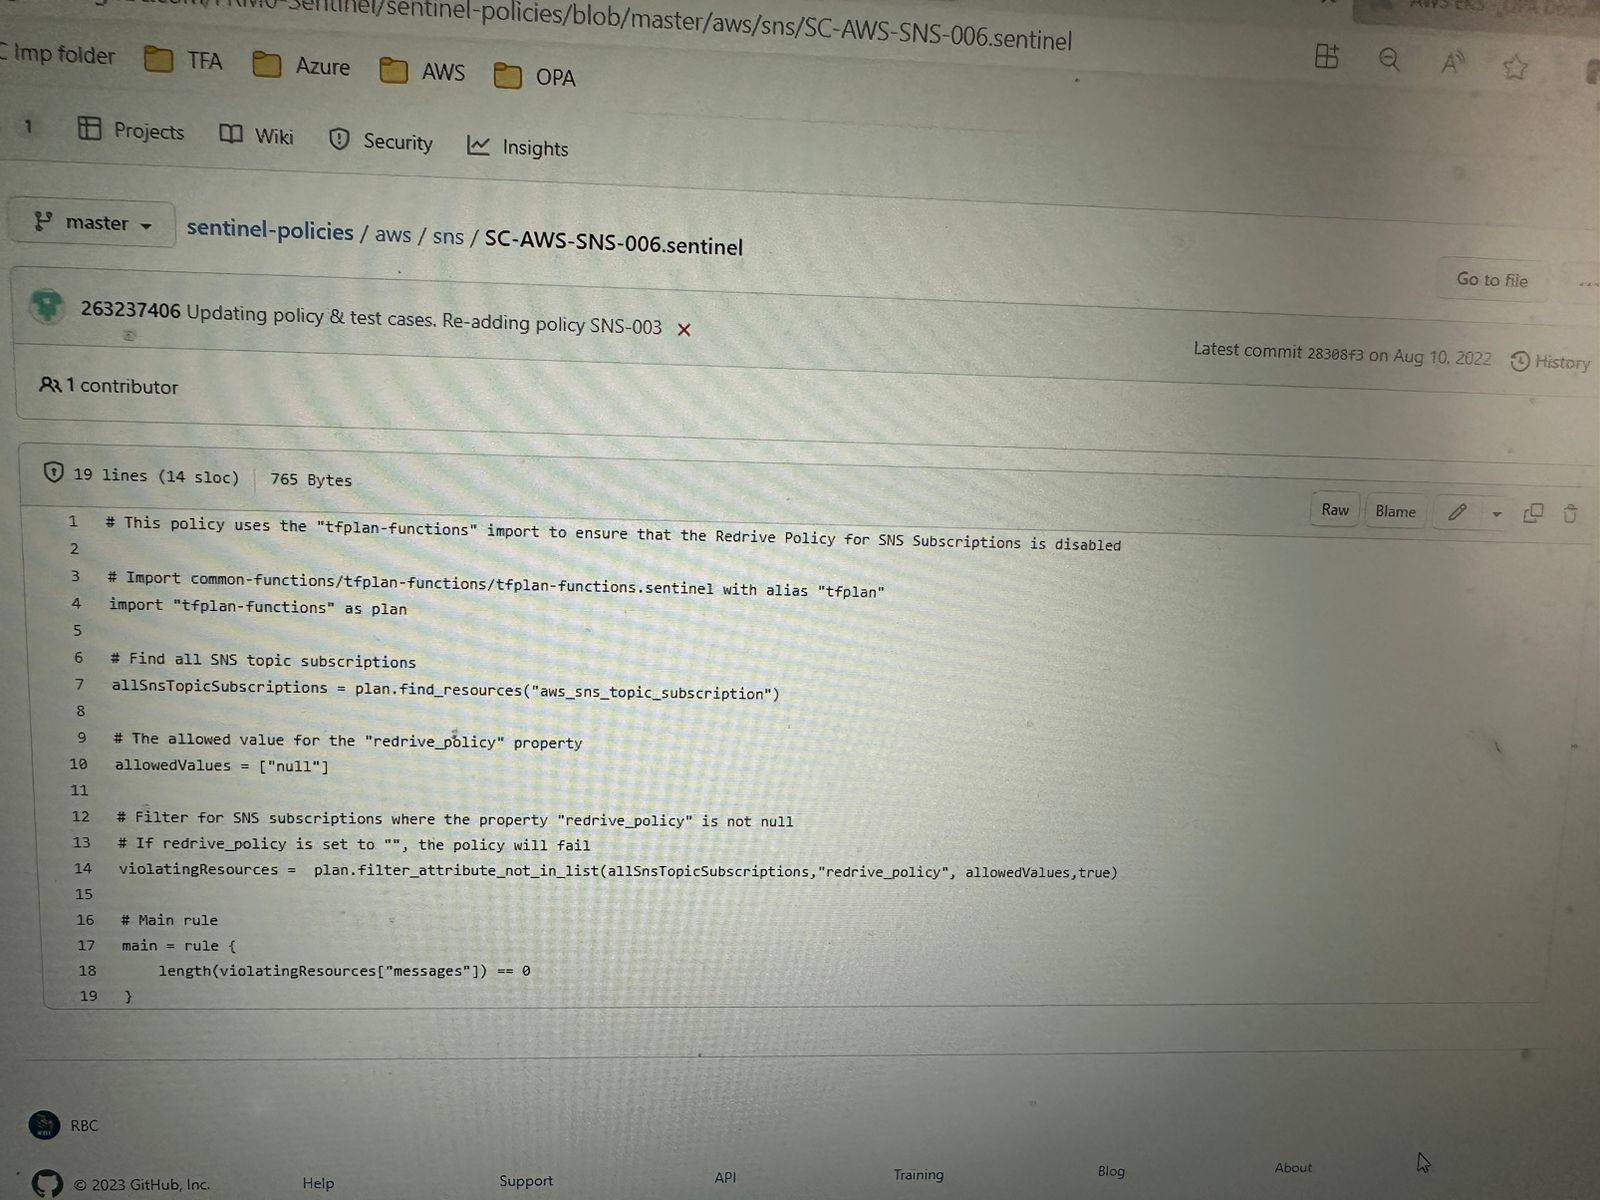 Sentinel/sentinel-policies/blob/master/aws/sns/SC-AWS-SNS-006.sentinel
Imp folder TFA Azure AWS OPA
1 Projects Wiki Security Insights
master sentinel-policies / aws / sns / SC-AWS-SNS-006.sentinel
Go to file
263237406 Updating policy & test cases. Re-adding policy SNS-003
Latest commit 28308f3 on Aug 10, 2022 History
1 contributor
19 lines (14 sloc) 765 Bytes
Raw Blame
1 # This policy uses the "tfplan-functions" import to ensure that the Redrive Policy for SNS Subscriptions is disabled
2
3 # Import common-functions/tfplan-functions/tfplan-functions.sentinel with alias "tfplan"
4 import "tfplan-functions" as plan
5
6 # Find all SNS topic subscriptions
7 allSnsTopicSubscriptions = plan.find_resources("aws_sns_topic_subscription")
8
9 # The allowed value for the "redrive_policy" property
10 allowedValues = ["null"]
11
12 # Filter for SNS subscriptions where the property "redrive_policy" is not null
13 # If redrive_policy is set to "", the policy will fail
14 violatingResources =  plan.filter_attribute_not_in_list(allSnsTopicSubscriptions,"redrive_policy", allowedValues,true)
15
16 # Main rule
17 main = rule {
18     length(violatingResources["messages"]) == 0
19 }
RBC
© 2023 GitHub, Inc. Help Support API Training Blog About